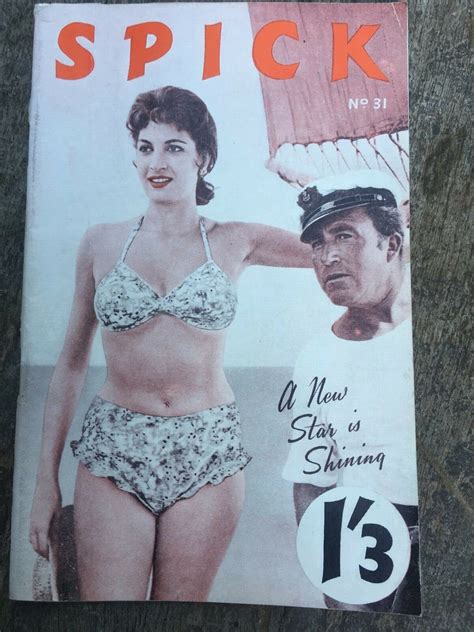 SPICK
Nº 31
A New
Star is
Shining
1'3